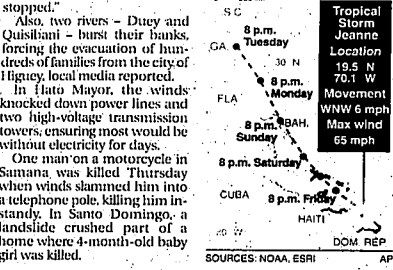 stopped."
Also, two rivers – Duey and
Quisibani – burst their banks,
forcing the evacuation of hun-
dreds of families from the city of
Higuey, local media reported.
In Hato Mayor, the winds
knocked down power lines and
two high-voltage transmission
towers, ensuring most would be
without electricity for days.
One man on a motorcycle in
Samana was killed Thursday
when winds slammed him into
a telephone pole, killing him in-
standly. In Santo Domingo, a
landslide crushed part of a
home where 4-month-old baby
girl was killed.
S C
8 p.m.
Tuesday
GA.
30 N
8 p.m.
Monday
FLA
8 p.m.
Sunday
BAH.
8 p.m. Saturday
CUBA
8 p.m. Friday
HAITI
DOM. REP
Tropical
Storm
Jeanne
Location
19.5 N
70.1 W
Movement
WNW 6 mph
Max wind
65 mph
SOURCES: NOAA, ESRI
AP